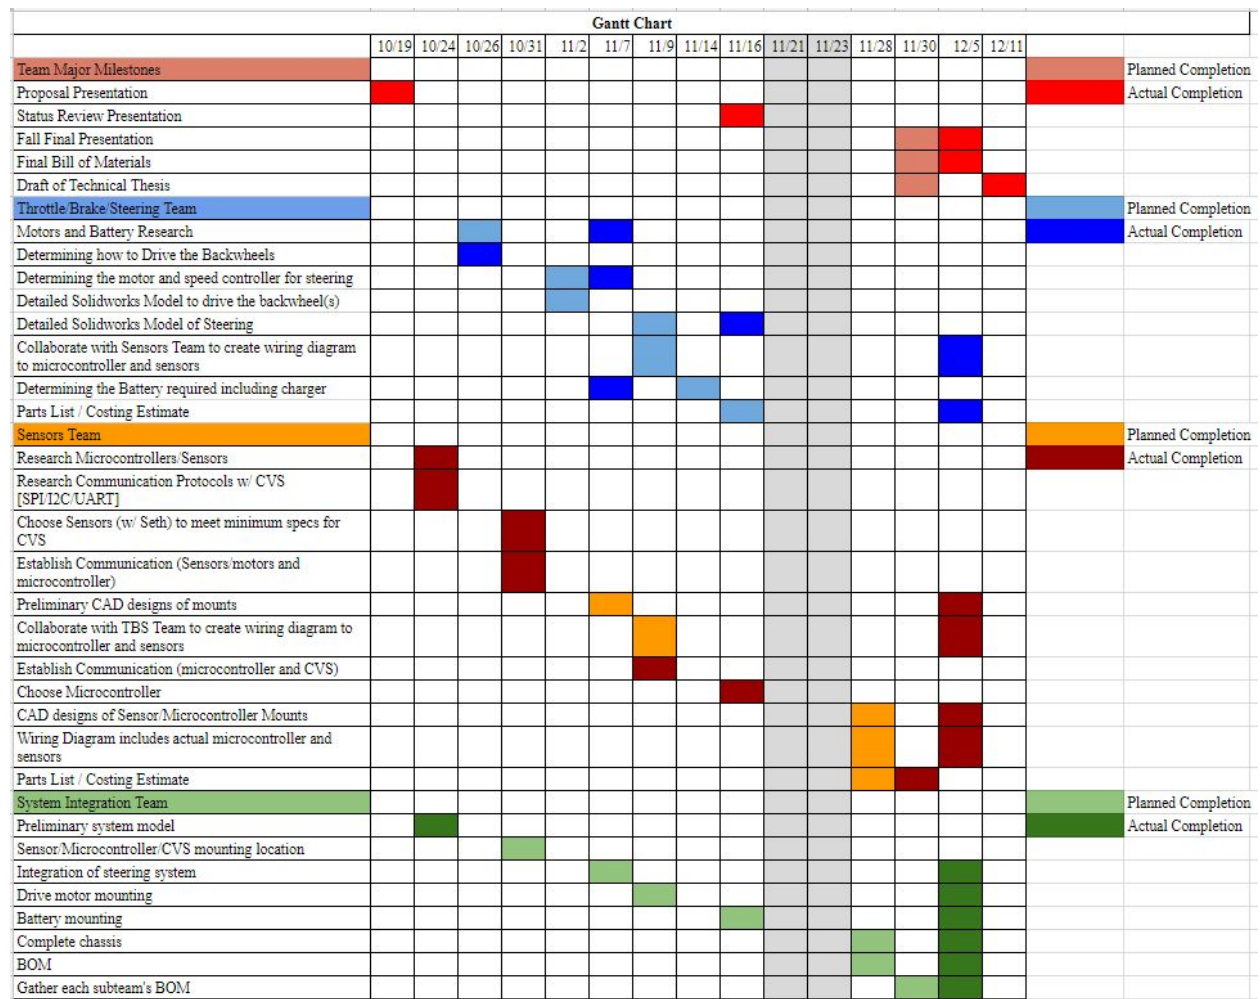 Gantt Chart
10/19 10/24 10/26 10/31 11/2 11/7 11/9 11/14 11/16 11/21 11/23 11/28 11/30 12/5 12/11
Team Major Milestones Planned Completion
Proposal Presentation Actual Completion
Status Review Presentation
Fall Final Presentation
Final Bill of Materials
Draft of Technical Thesis
Throttle/Brake/Steering Team Planned Completion
Motors and Battery Research Actual Completion
Determining how to Drive the Backwheels
Determining the motor and speed controller for steering
Detailed Solidworks Model to drive the backwheel(s)
Detailed Solidworks Model of Steering
Collaborate with Sensors Team to create wiring diagram
to microcontroller and sensors
Determining the Battery required including charger
Parts List / Costing Estimate
Sensors Team Planned Completion
Research Microcontrollers/Sensors Actual Completion
Research Communication Protocols w/ CVS
[SPI/I2C/UART]
Choose Sensors (w/ Seth) to meet minimum specs for
CVS
Establish Communication (Sensors/motors and
microcontroller)
Preliminary CAD designs of mounts
Collaborate with TBS Team to create wiring diagram to
microcontroller and sensors
Establish Communication (microcontroller and CVS)
Choose Microcontroller
CAD designs of Sensor/Microcontroller Mounts
Wiring Diagram includes actual microcontroller and
sensors
Parts List / Costing Estimate
System Integration Team Planned Completion
Preliminary system model Actual Completion
Sensor/Microcontroller/CVS mounting location
Integration of steering system
Drive motor mounting
Battery mounting
Complete chassis
BOM
Gather each subteam's BOM